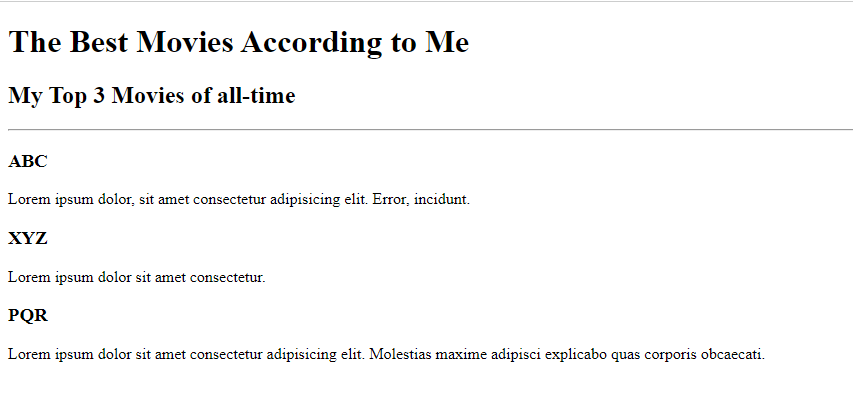 The Best Movies According to Me
My Top 3 Movies of all-time
ABC
Lorem ipsum dolor, sit amet consectetur adipisicing elit. Error, incidunt.
XYZ
Lorem ipsum dolor sit amet consectetur.
PQR
Lorem ipsum dolor sit amet consectetur adipisicing elit. Molestias maxime adipisci explicabo quas corporis obcaecati.